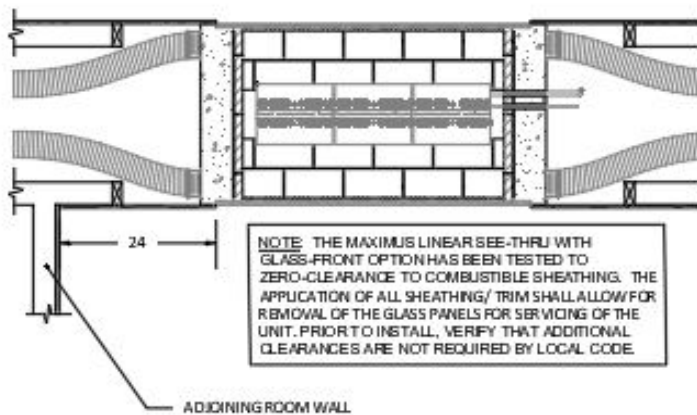 24
NOTE: THE MAXIMUS LINEAR SEE-THRU WITH
GLASS-FRONT OPTION HAS BEEN TESTED TO
ZERO-CLEARANCE TO COMBUSTIBLE SHEATHING. THE
APPLICATION OF ALL SHEATHING/ TRIM SHALL ALLOW FOR
REMOVAL OF THE GLASS PANELS FOR SERVICING OF THE
UNIT. PRIOR TO INSTALL, VERIFY THAT ADDITIONAL
CLEARANCES ARE NOT REQUIRED BY LOCAL CODE.
ADJOINING ROOM WALL